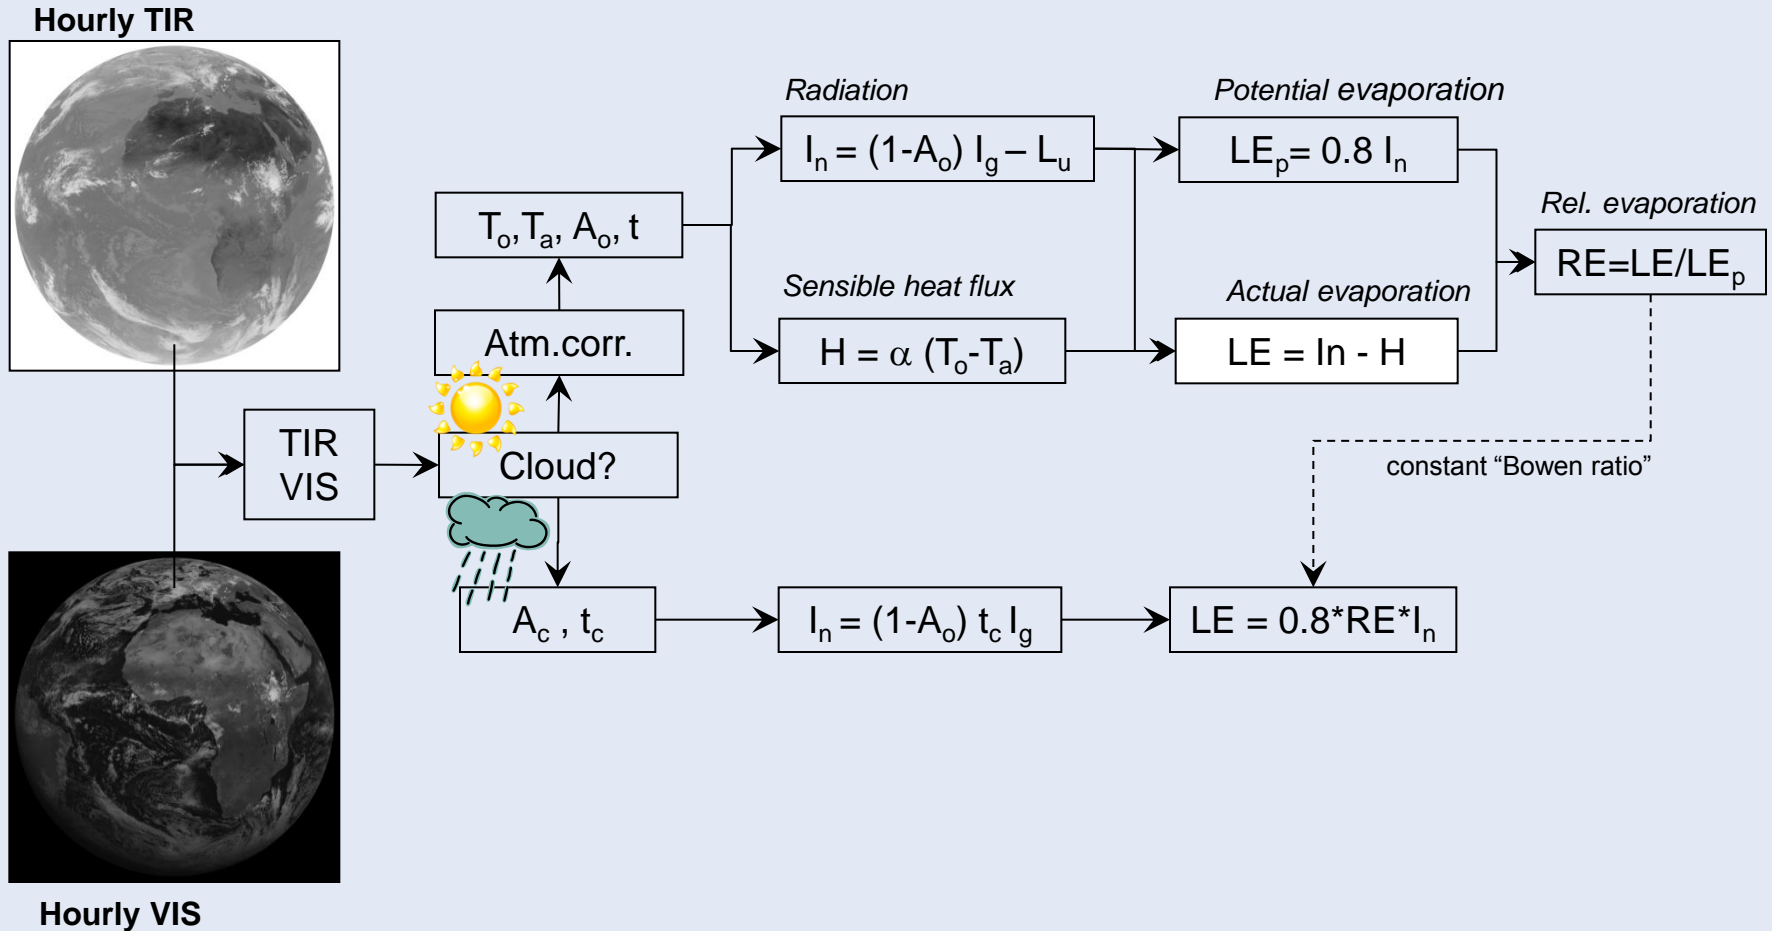 Hourly TIR
Radiation
Iₙ = (1-Aₒ) I_g – Lᵤ
Potential evaporation
LEₚ= 0.8 Iₙ
Tₒ,Tₐ, Aₒ, t
Rel. evaporation
RE=LE/LEₚ
Sensible heat flux
H = α (Tₒ-Tₐ)
Actual evaporation
LE = In - H
Atm.corr.
TIR
VIS
Cloud?
constant “Bowen ratio”
A_c , t_c
Iₙ = (1-Aₒ) t_c I_g
LE = 0.8*RE*Iₙ
Hourly VIS